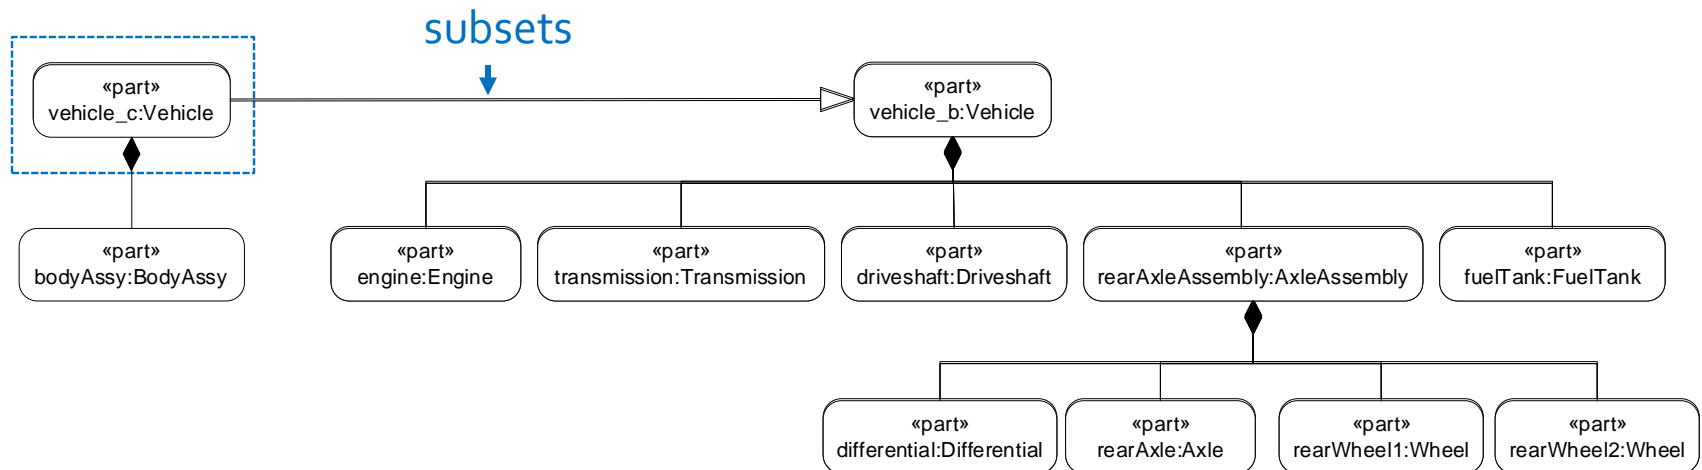 subsets
«part»
vehicle_c:Vehicle
«part»
vehicle_b:Vehicle
«part»
bodyAssy:BodyAssy
«part»
engine:Engine
«part»
transmission:Transmission
«part»
driveshaft:Driveshaft
«part»
rearAxleAssembly:AxleAssembly
«part»
fuelTank:FuelTank
«part»
differential:Differential
«part»
rearAxle:Axle
«part»
rearWheel1:Wheel
«part»
rearWheel2:Wheel